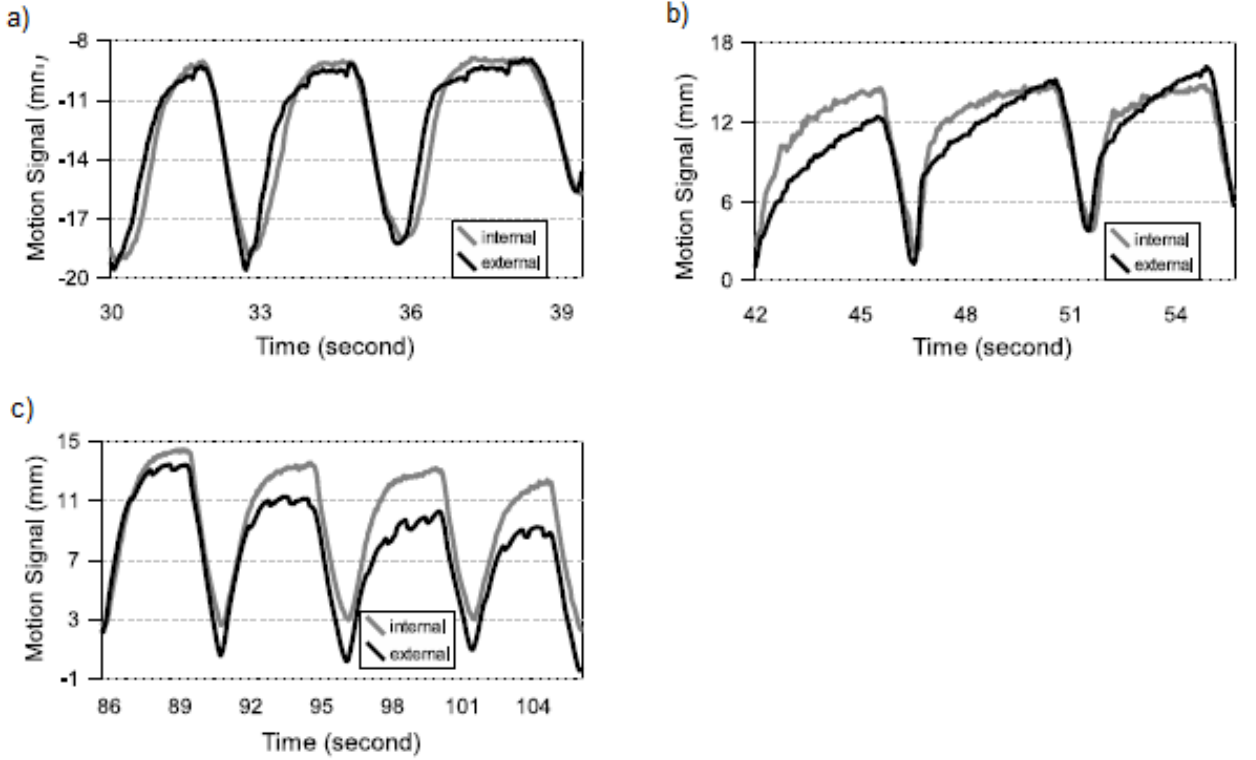 a)
-8
-11
-14
-17
-20
Motion Signal (mm)
internal
external
30 33 36 39
Time (second)
b)
18
12
6
0
Motion Signal (mm)
internal
external
42 45 48 51 54
Time (second)
c)
15
11
7
3
-1
Motion Signal (mm)
internal
external
86 89 92 95 98 101 104
Time (second)